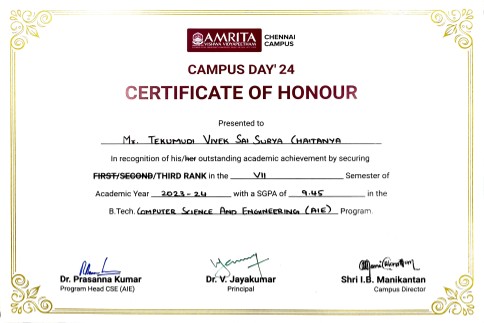 AMRITA
VISHWA VIDYAPEETHAM
CHENNAI
CAMPUS
CAMPUS DAY'24
CERTIFICATE OF HONOUR
Presented to
Mr. TEKUMUDI VIVEK SAI SURYA CHAITANYA
In recognition of his/her outstanding academic achievement by securing
FIRST/SECOND/THIRD RANK in the VII Semester of
Academic Year 2023-24 with a SGPA of 9.45 in the
B.Tech. COMPUTER SCIENCE AND ENGINEERING (AIE) Program.
Dr. Prasanna Kumar
Program Head CSE (AIE)
Dr. V. Jayakumar
Principal
Shri I.B. Manikantan
Campus Director